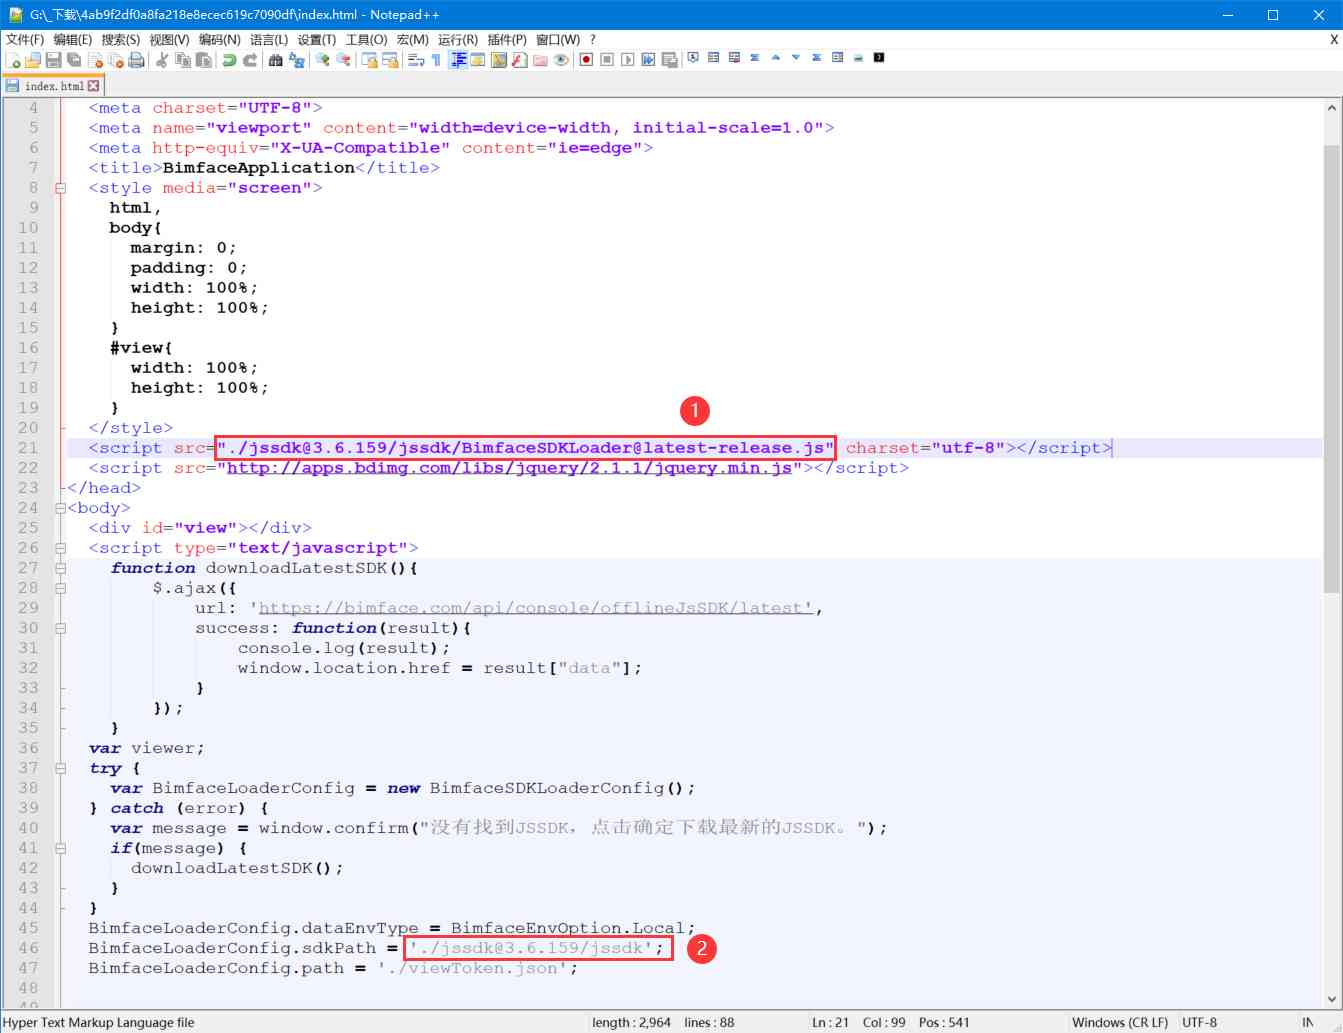 G:\_下载\4ab9f2df0a8fa218e8ecec619c7090df\index.html - Notepad++
文件(F) 编辑(E) 搜索(S) 视图(V) 编码(N) 语言(L) 设置(T) 工具(O) 宏(M) 运行(R) 插件(P) 窗口(W) ? X
index.html
4 <meta charset="UTF-8">
5 <meta name="viewport" content="width=device-width, initial-scale=1.0">
6 <meta http-equiv="X-UA-Compatible" content="ie=edge">
7 <title>BimfaceApplication</title>
8 <style media="screen">
9 html,
10 body{
11 margin: 0;
12 padding: 0;
13 width: 100%;
14 height: 100%;
15 }
16 #view{
17 width: 100%;
18 height: 100%;
19 }
1
20 </style>
21 <script src="./jssdk@3.6.159/jssdk/BimfaceSDKLoader@latest-release.js" charset="utf-8"></script>
22 <script src="http://apps.bdimg.com/libs/jquery/2.1.1/jquery.min.js"></script>
23 </head>
24 <body>
25 <div id="view"></div>
26 <script type="text/javascript">
27 function downloadLatestSDK(){
28 $.ajax({
29 url: 'https://bimface.com/api/console/offlineJsSDK/latest',
30 success: function(result){
31 console.log(result);
32 window.location.href = result["data"];
33 }
34 });
35 }
36 var viewer;
37 try {
38 var BimfaceLoaderConfig = new BimfaceSDKLoaderConfig();
39 } catch (error) {
40 var message = window.confirm("没有找到JSSDK，点击确定下载最新的JSSDK。");
41 if(message) {
42 downloadLatestSDK();
43 }
44 }
45 BimfaceLoaderConfig.dataEnvType = BimfaceEnvOption.Local;
46 BimfaceLoaderConfig.sdkPath = './jssdk@3.6.159/jssdk'; 2
47 BimfaceLoaderConfig.path = './viewToken.json';
48
49
Hyper Text Markup Language file length : 2,964 lines : 88 Ln : 21 Col : 99 Pos : 541 Windows (CR LF) UTF-8 IN